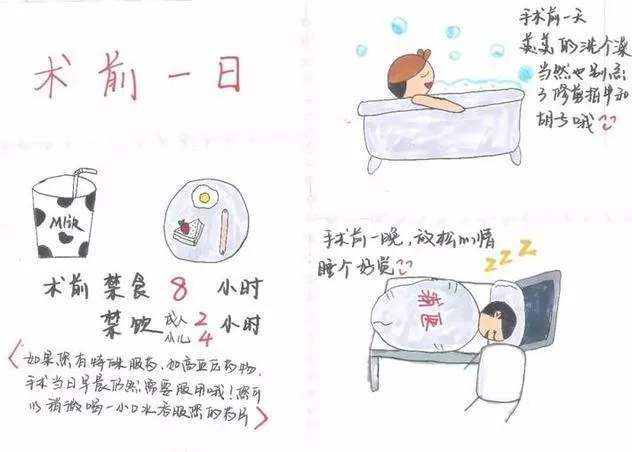 术前一日
Milk
术前 禁食 8 小时
禁饮 成人 2 小时
小儿 4
如果您有特殊服药,如高血压药物,
手术当日早晨仍然需要服用哦!您可
以稍微喝一小口水吞服您的药片
手术前一天
美美的洗个澡
当然也别忘
了修剪指甲和
胡子哦
手术前一晚,放松心情
睡个好觉
zzz